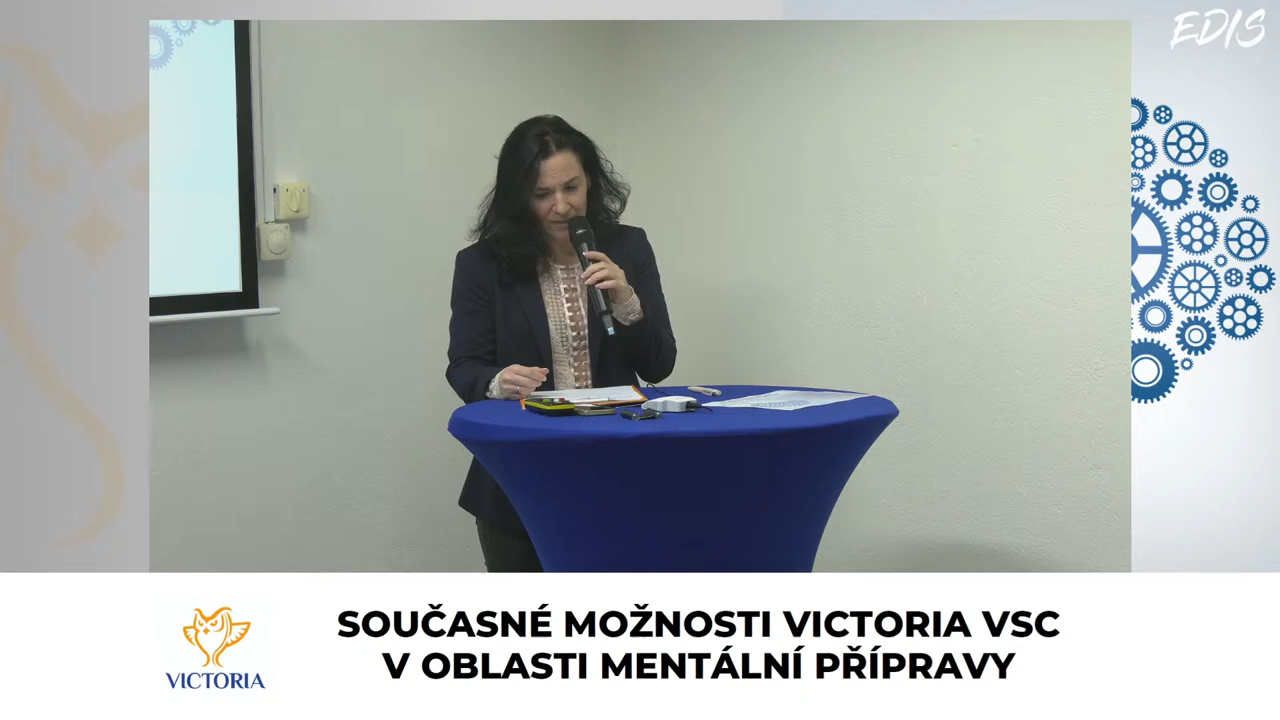 EDIS
SOUČASNÉ MOŽNOSTI VICTORIA VSC
V OBLASTI MENTÁLNÍ PŘÍPRAVY
VICTORIA